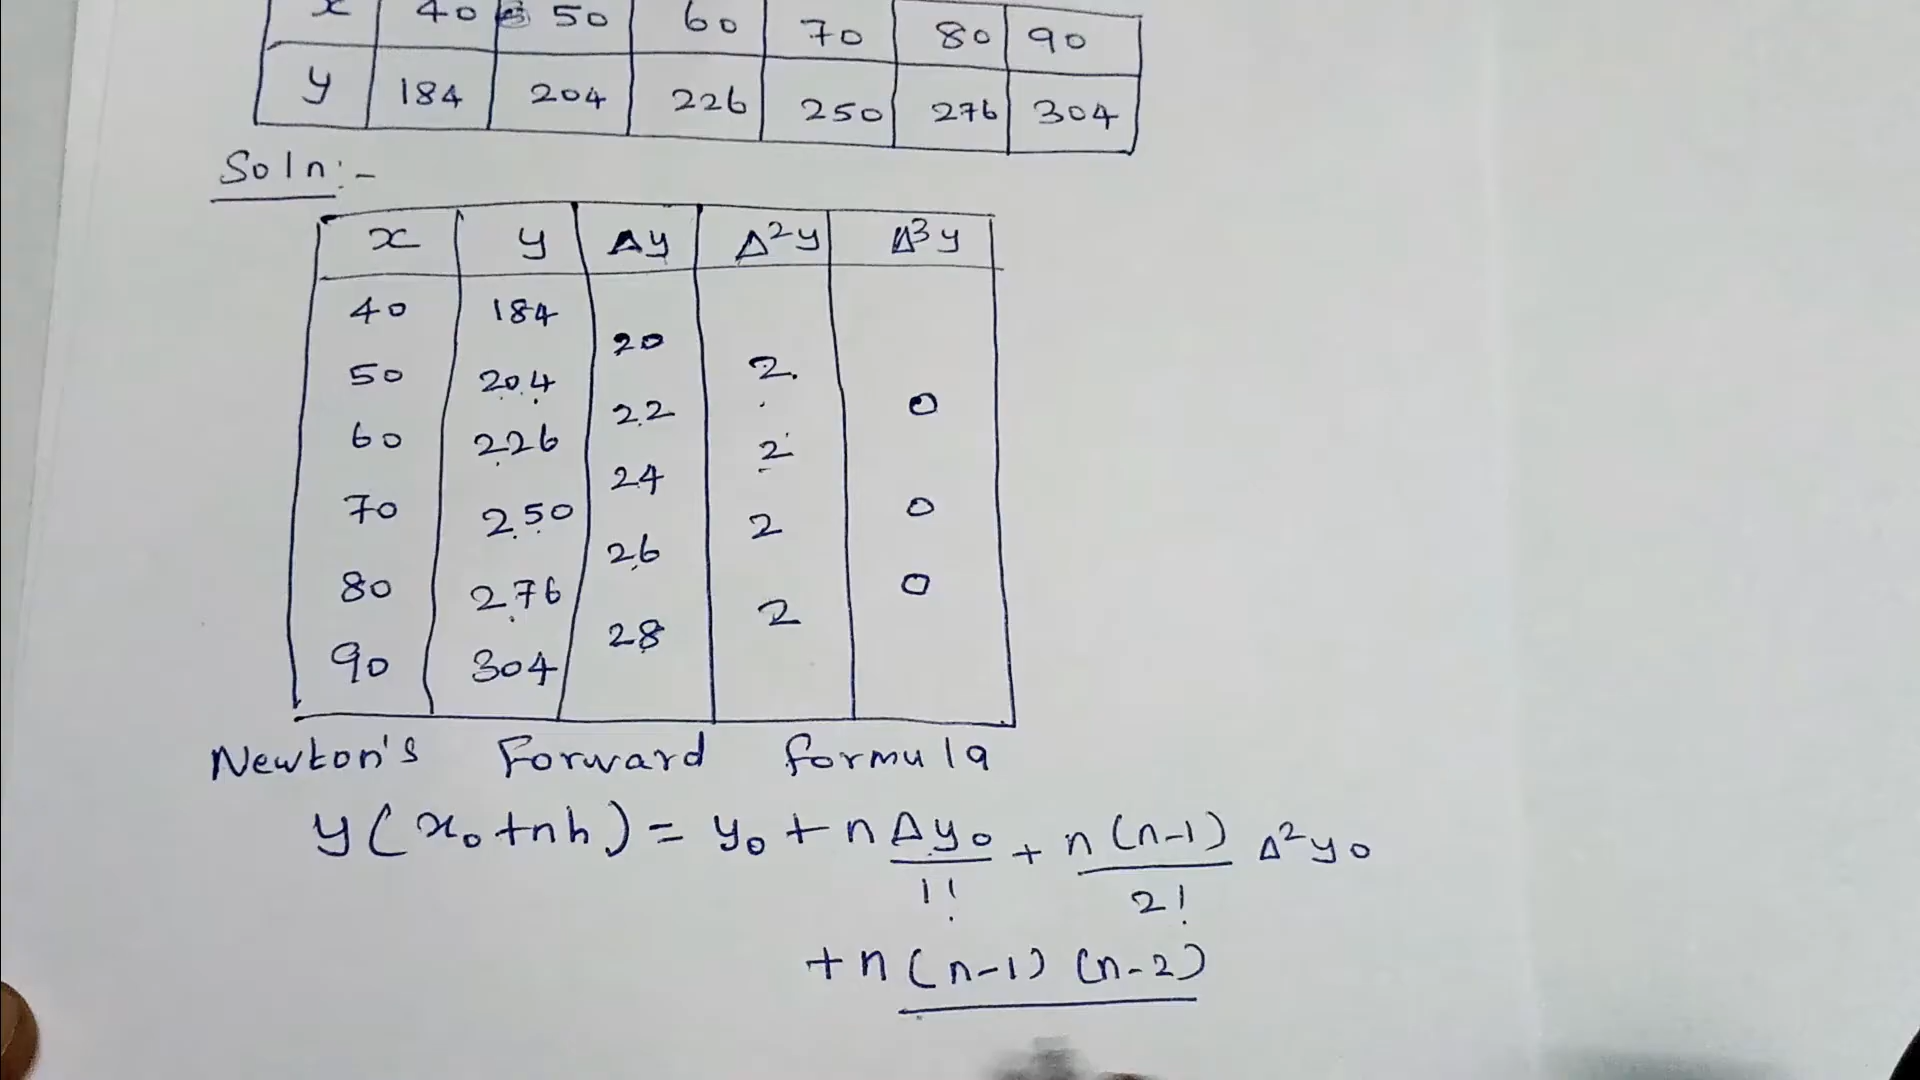 x 40 50 60 70 80 90
y 184 204 226 250 276 304
Soln:-
x y Δy Δ²y Δ³y
40 184
20
50 204 2
22 0
60 226 2
24
70 250 2 0
26
80 276 2 0
28
90 304
Newton's Forward formula
y(x₀+nh) = y₀ + n Δy₀/1! + n(n-1)/2! Δ²y₀
+ n(n-1)(n-2)